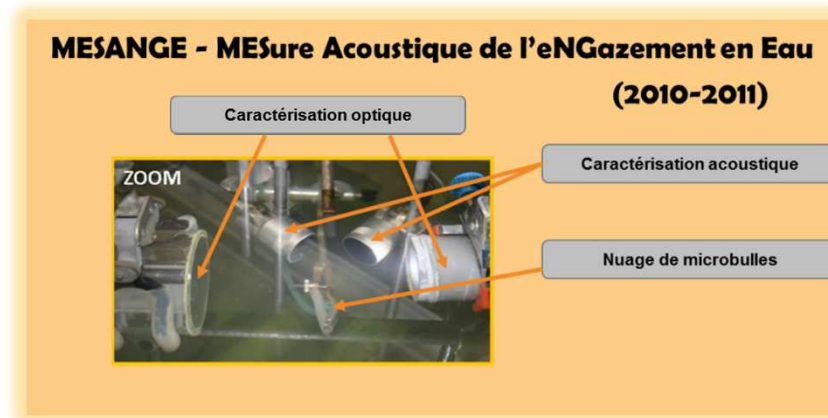 MESANGE - MESure Acoustique de l'eNGazement en Eau
(2010-2011)
Caractérisation optique
Caractérisation acoustique
ZOOM
Nuage de microbulles